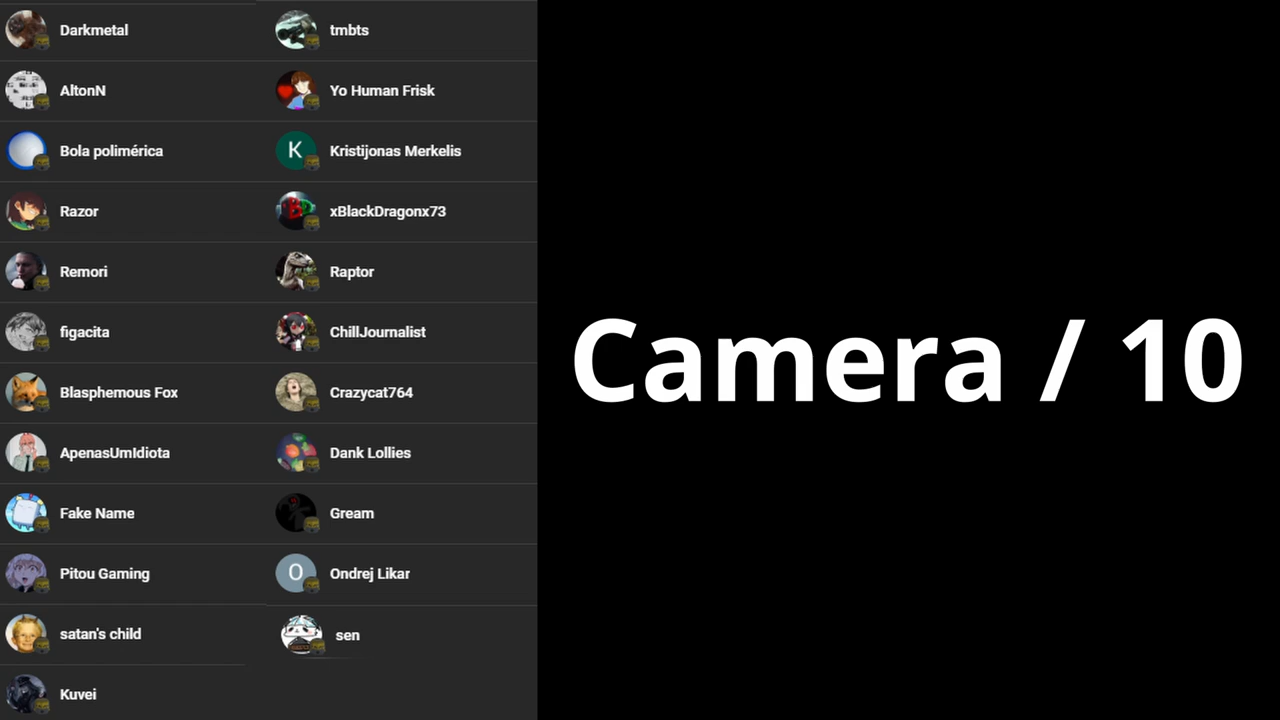 Darkmetal
AltonN
Bola polimérica
Razor
Remori
figacita
Blasphemous Fox
ApenasUmIdiota
Fake Name
Pitou Gaming
satan's child
Kuvei
tmbts
Yo Human Frisk
K
Kristijonas Merkelis
xBlackDragonx73
Raptor
ChillJournalist
Crazycat764
Dank Lollies
Gream
O
Ondrej Likar
sen
Camera / 10